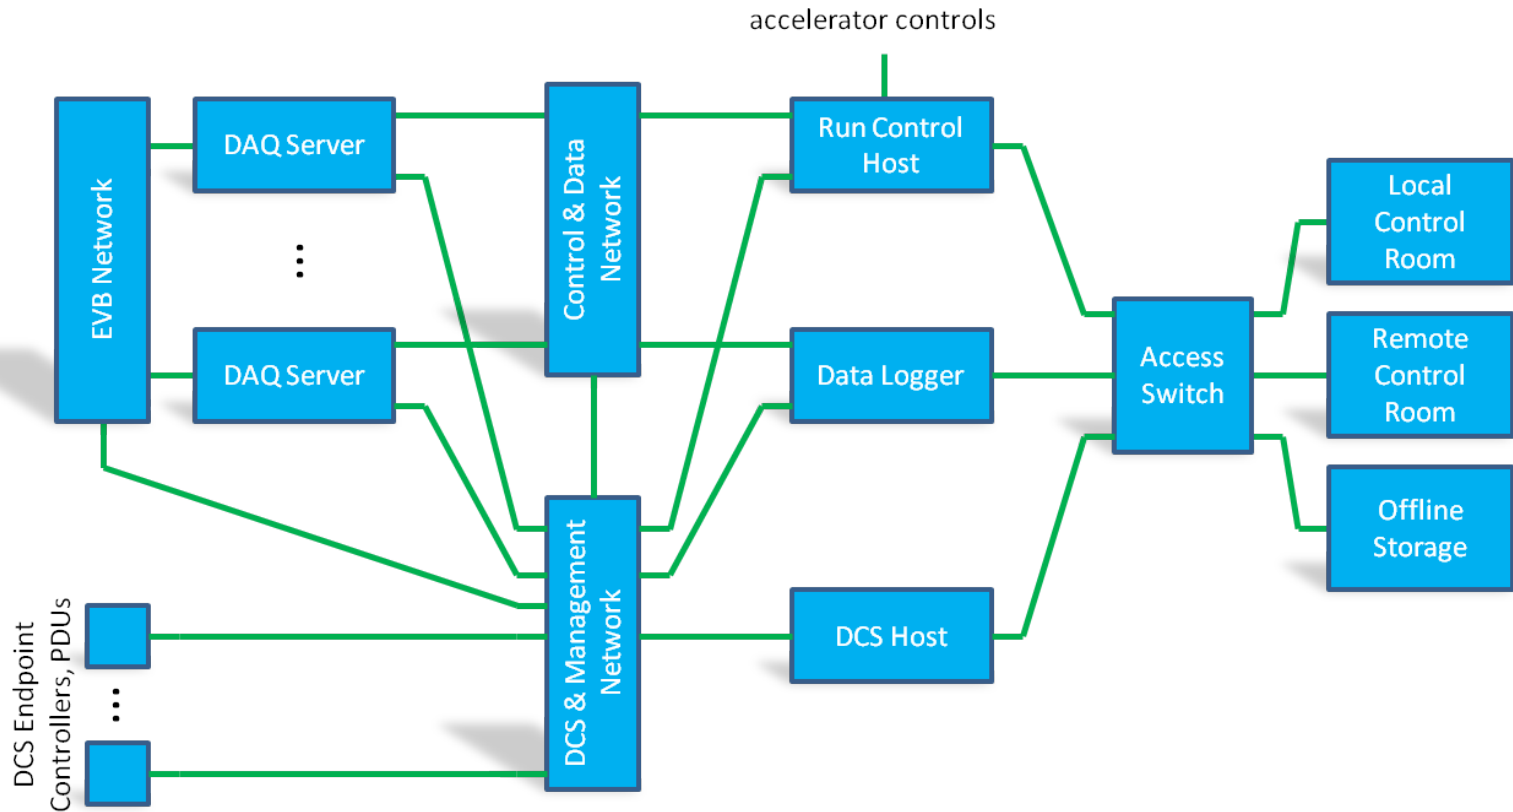 accelerator controls
EVB Network
DAQ Server
...
DAQ Server
Control & Data
Network
Run Control
Host
Data Logger
Access
Switch
Local
Control
Room
Remote
Control
Room
Offline
Storage
DCS Endpoint
Controllers, PDUs
...
DCS & Management
Network
DCS Host